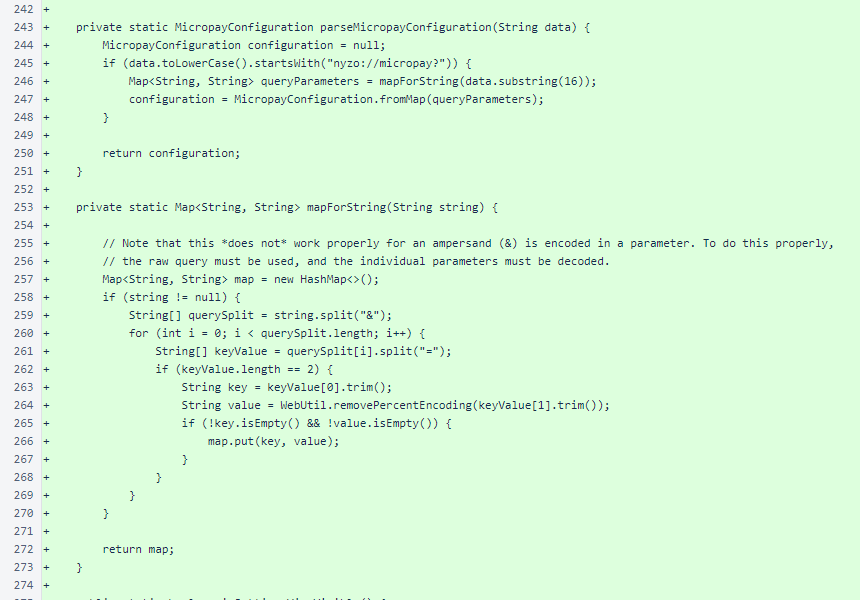 242 +
243 +    private static MicropayConfiguration parseMicropayConfiguration(String data) {
244 +        MicropayConfiguration configuration = null;
245 +        if (data.toLowerCase().startsWith("nyzo://micropay?")) {
246 +            Map<String, String> queryParameters = mapForString(data.substring(16));
247 +            configuration = MicropayConfiguration.fromMap(queryParameters);
248 +        }
249 +
250 +        return configuration;
251 +    }
252 +
253 +    private static Map<String, String> mapForString(String string) {
254 +
255 +        // Note that this *does not* work properly for an ampersand (&) is encoded in a parameter. To do this properly,
256 +        // the raw query must be used, and the individual parameters must be decoded.
257 +        Map<String, String> map = new HashMap<>();
258 +        if (string != null) {
259 +            String[] querySplit = string.split("&");
260 +            for (int i = 0; i < querySplit.length; i++) {
261 +                String[] keyValue = querySplit[i].split("=");
262 +                if (keyValue.length == 2) {
263 +                    String key = keyValue[0].trim();
264 +                    String value = WebUtil.removePercentEncoding(keyValue[1].trim());
265 +                    if (!key.isEmpty() && !value.isEmpty()) {
266 +                        map.put(key, value);
267 +                    }
268 +                }
269 +            }
270 +        }
271 +
272 +        return map;
273 +    }
274 +